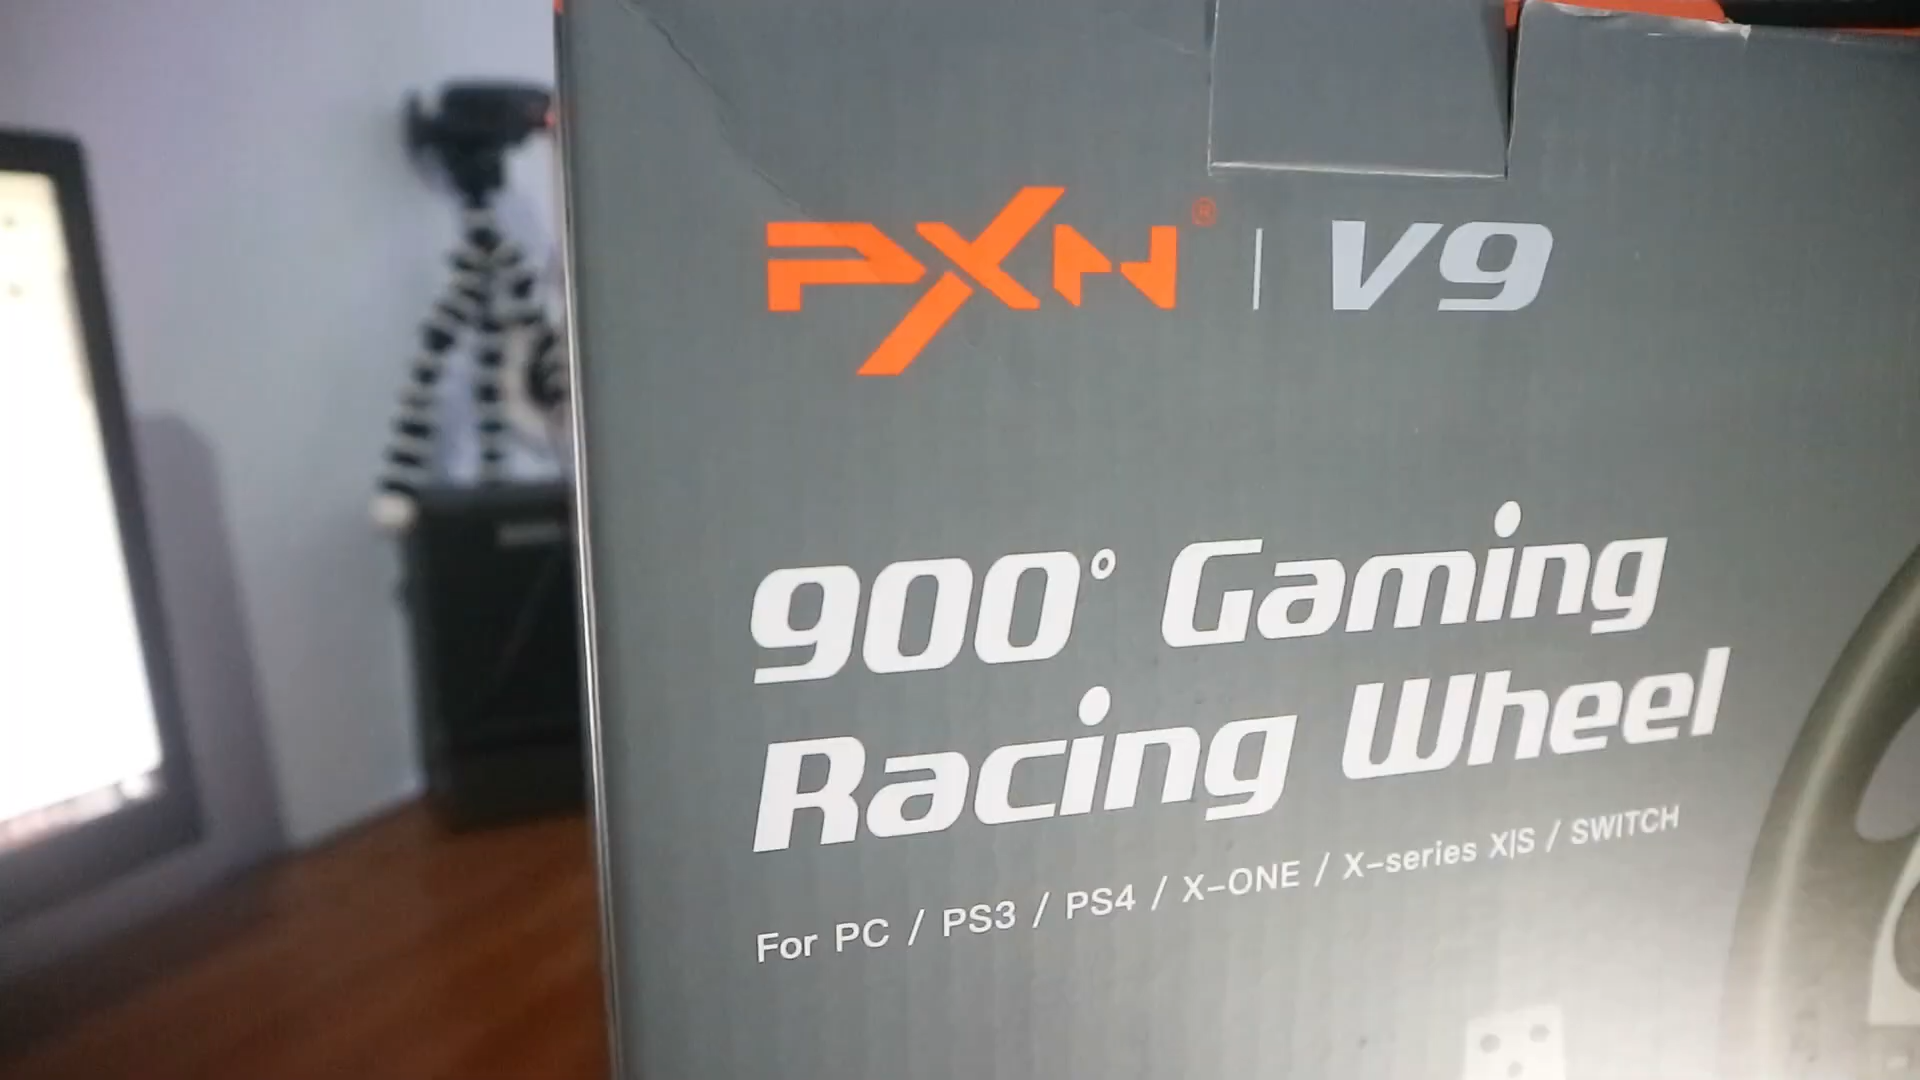 PXN® | V9
900° Gaming
Racing Wheel
For PC / PS3 / PS4 / X-ONE / X-series X|S / SWITCH